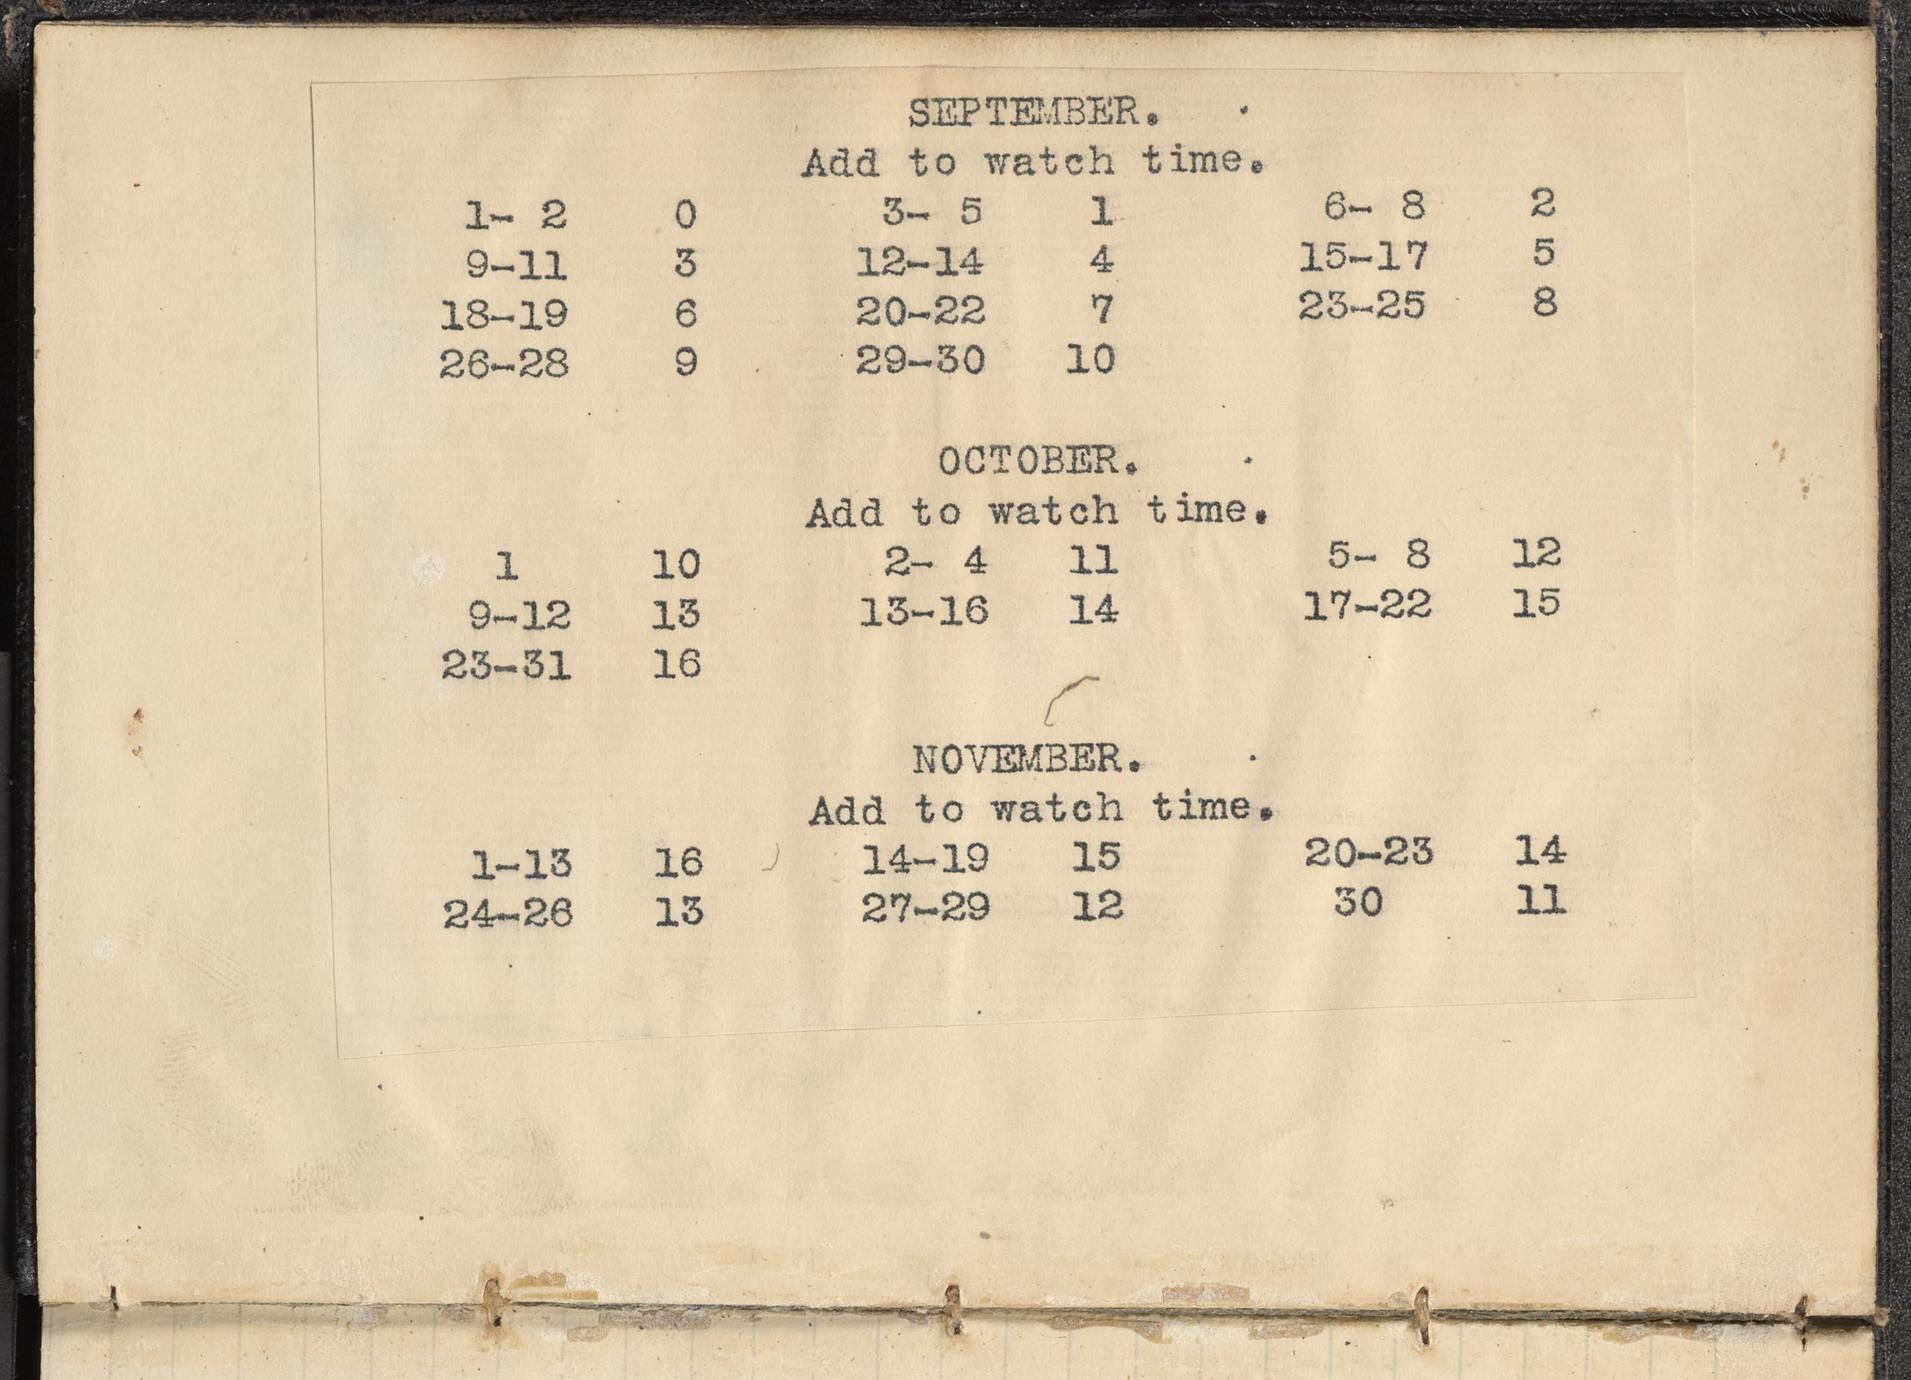 SEPTEMBER.
Add to watch time.
1- 2 0 3- 5 1 6- 8 2
9-11 3 12-14 4 15-17 5
18-19 6 20-22 7 23-25 8
26-28 9 29-30 10
OCTOBER.
Add to watch time.
1 10 2- 4 11 5- 8 12
9-12 13 13-16 14 17-22 15
23-31 16
NOVEMBER.
Add to watch time.
1-13 16 14-19 15 20-23 14
24-26 13 27-29 12 30 11